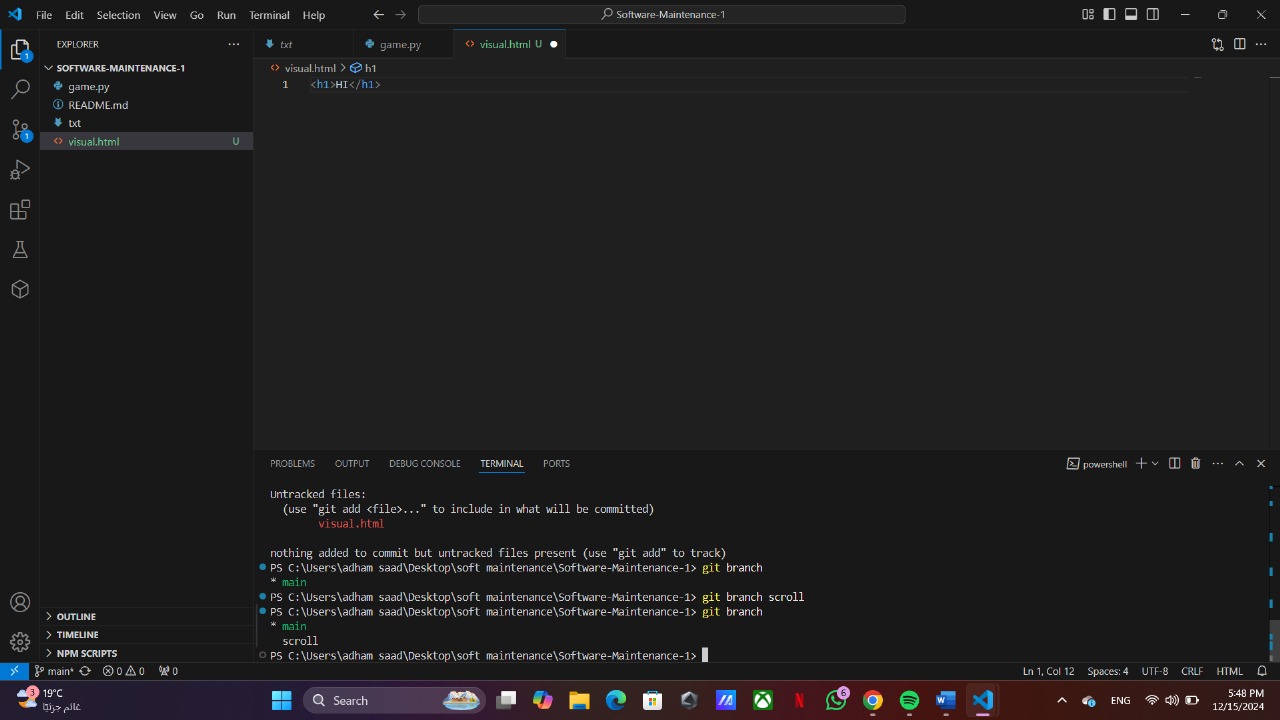 File Edit Selection View Go Run Terminal Help
Software-Maintenance-1
EXPLORER
txt
game.py
visual.html U
1
SOFTWARE-MAINTENANCE-1
visual.html > h1
game.py
1 <h1>HI</h1>
README.md
txt
1
visual.html U
PROBLEMS OUTPUT DEBUG CONSOLE TERMINAL PORTS
powershell
Untracked files:
(use "git add <file>..." to include in what will be committed)
visual.html
nothing added to commit but untracked files present (use "git add" to track)
PS C:\Users\adham saad\Desktop\soft maintenance\Software-Maintenance-1> git branch
* main
PS C:\Users\adham saad\Desktop\soft maintenance\Software-Maintenance-1> git branch scroll
PS C:\Users\adham saad\Desktop\soft maintenance\Software-Maintenance-1> git branch
* main
scroll
PS C:\Users\adham saad\Desktop\soft maintenance\Software-Maintenance-1>
OUTLINE
TIMELINE
NPM SCRIPTS
main* 0 0 0
Ln 1, Col 12 Spaces: 4 UTF-8 CRLF HTML
3
19°C
غائم جزئيًا
Search
6
ENG
5:48 PM
12/15/2024